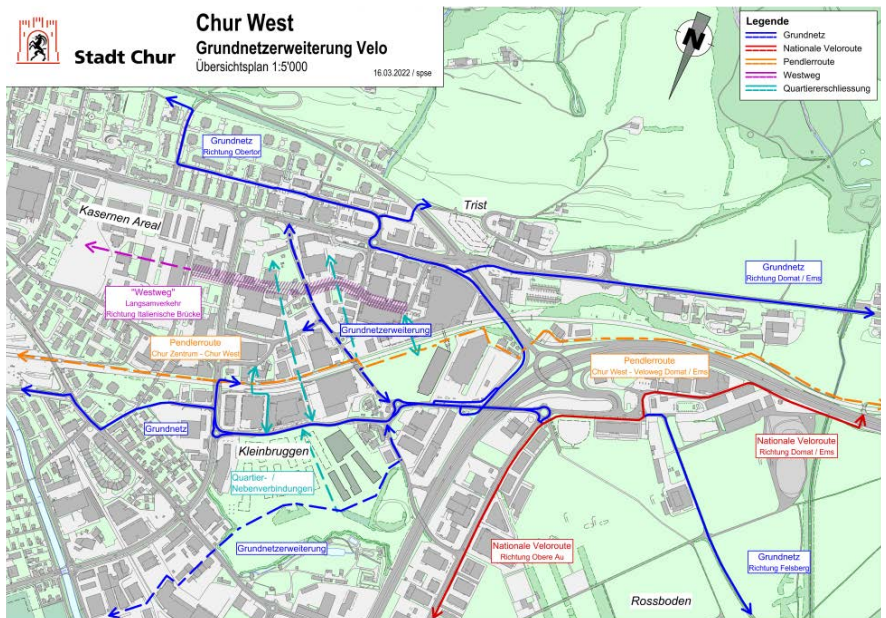 Stadt Chur
Chur West
Grundnetzerweiterung Velo
Übersichtsplan 1:5'000
16.03.2022 / spse
N
Legende
Grundnetz
Nationale Veloroute
Pendlerroute
Westweg
Quartiererschliessung
Grundnetz
Richtung Obertor
Trist
Kasernen Areal
Grundnetz
Richtung Domat / Ems
"Westweg"
Langsamverkehr
Richtung Italienische Brücke
Grundnetzerweiterung
Pendlerroute
Chur Zentrum - Chur West
Pendlerroute
Chur West - Veloweg Domat / Ems
Grundnetz
Kleinbruggen
Nationale Veloroute
Richtung Domat / Ems
Quartier- /
Nebenverbindungen
Grundnetzerweiterung
Nationale Veloroute
Richtung Obere Au
Grundnetz
Richtung Felsberg
Rossboden